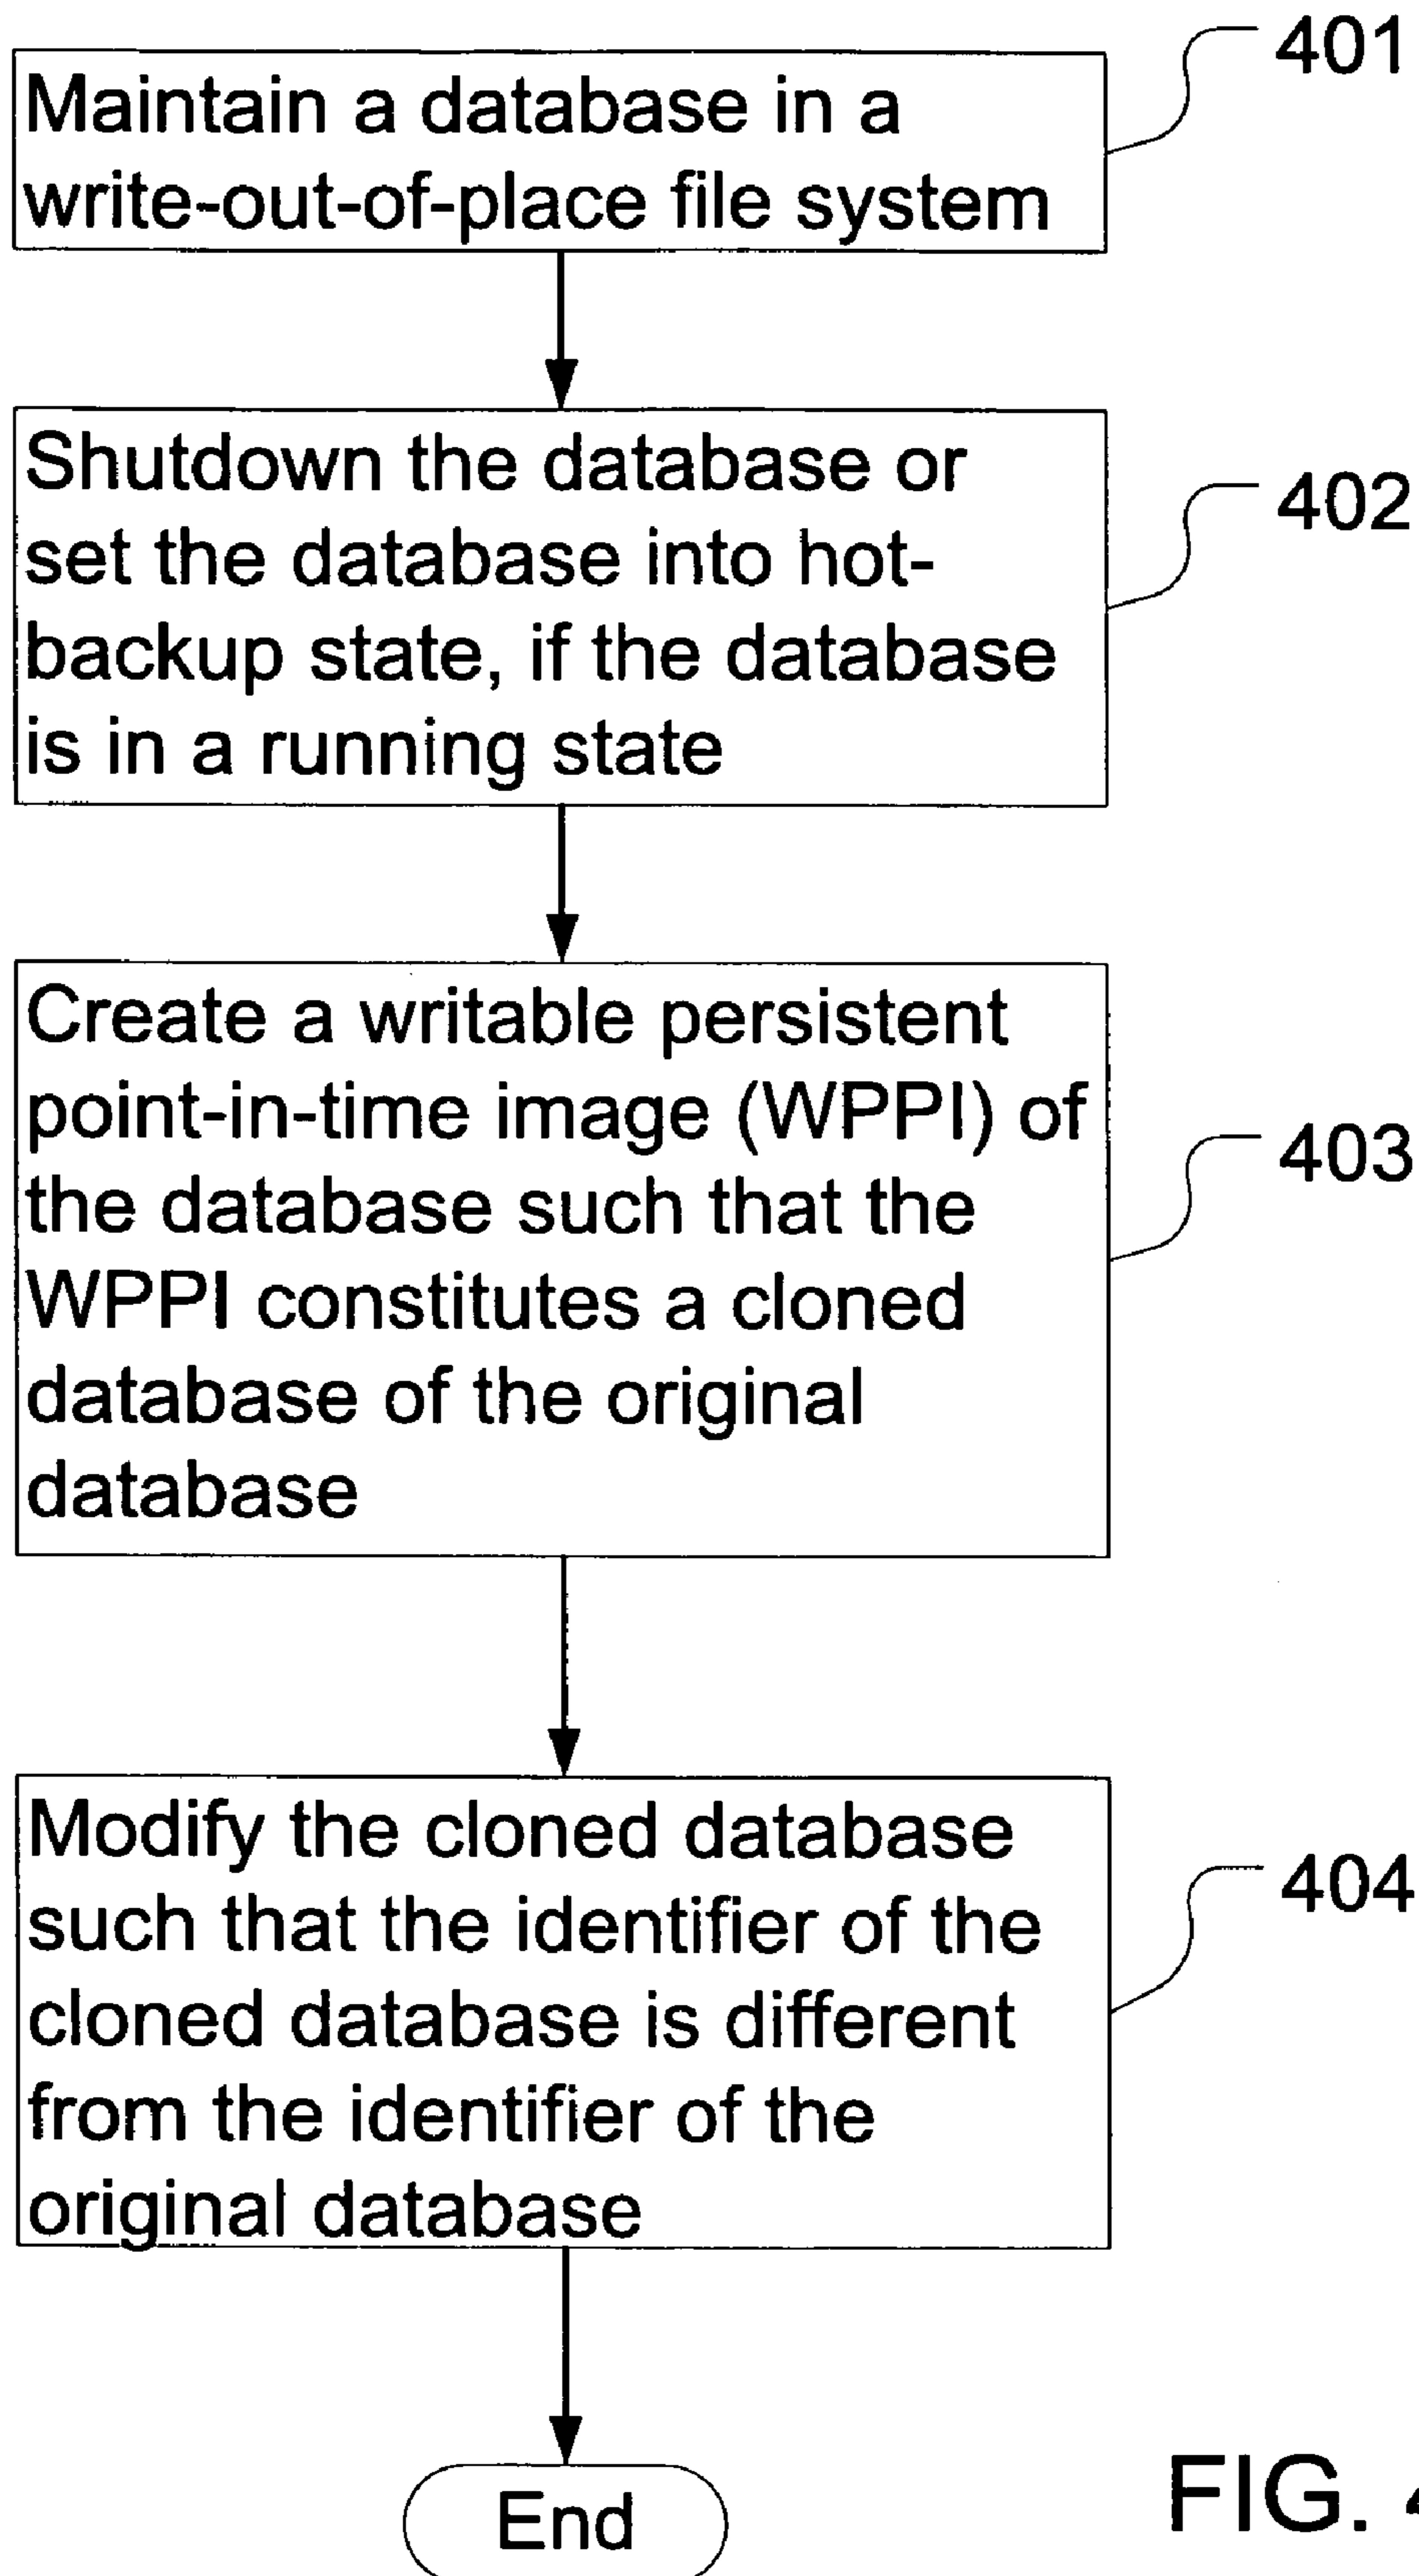 401
Maintain a database in a
write-out-of-place file system
402
Shutdown the database or
set the database into hot-
backup state, if the database
is in a running state
403
Create a writable persistent
point-in-time image (WPPI) of
the database such that the
WPPI constitutes a cloned
database of the original
database
404
Modify the cloned database
such that the identifier of the
cloned database is different
from the identifier of the
original database
End
FIG. 4